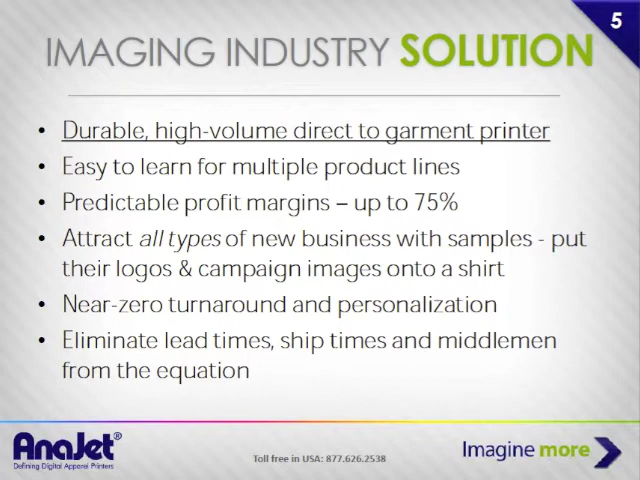 5
IMAGING INDUSTRY SOLUTION
• Durable, high-volume direct to garment printer
• Easy to learn for multiple product lines
• Predictable profit margins – up to 75%
• Attract all types of new business with samples - put
their logos & campaign images onto a shirt
• Near-zero turnaround and personalization
• Eliminate lead times, ship times and middlemen
from the equation
AnaJet®
Defining Digital Apparel Printers
Toll free in USA: 877.626.2538
Imagine more